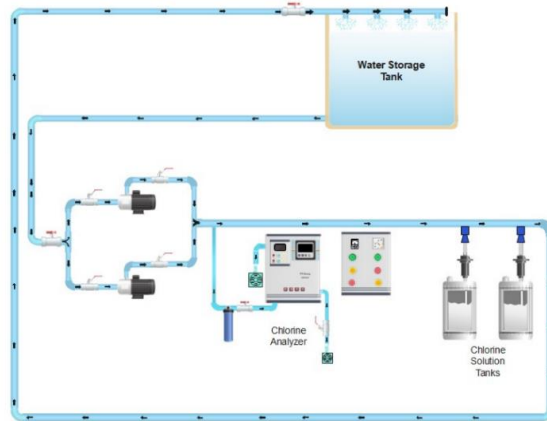 Water Storage
Tank
Chlorine
Analyzer
Chlorine
Solution
Tanks